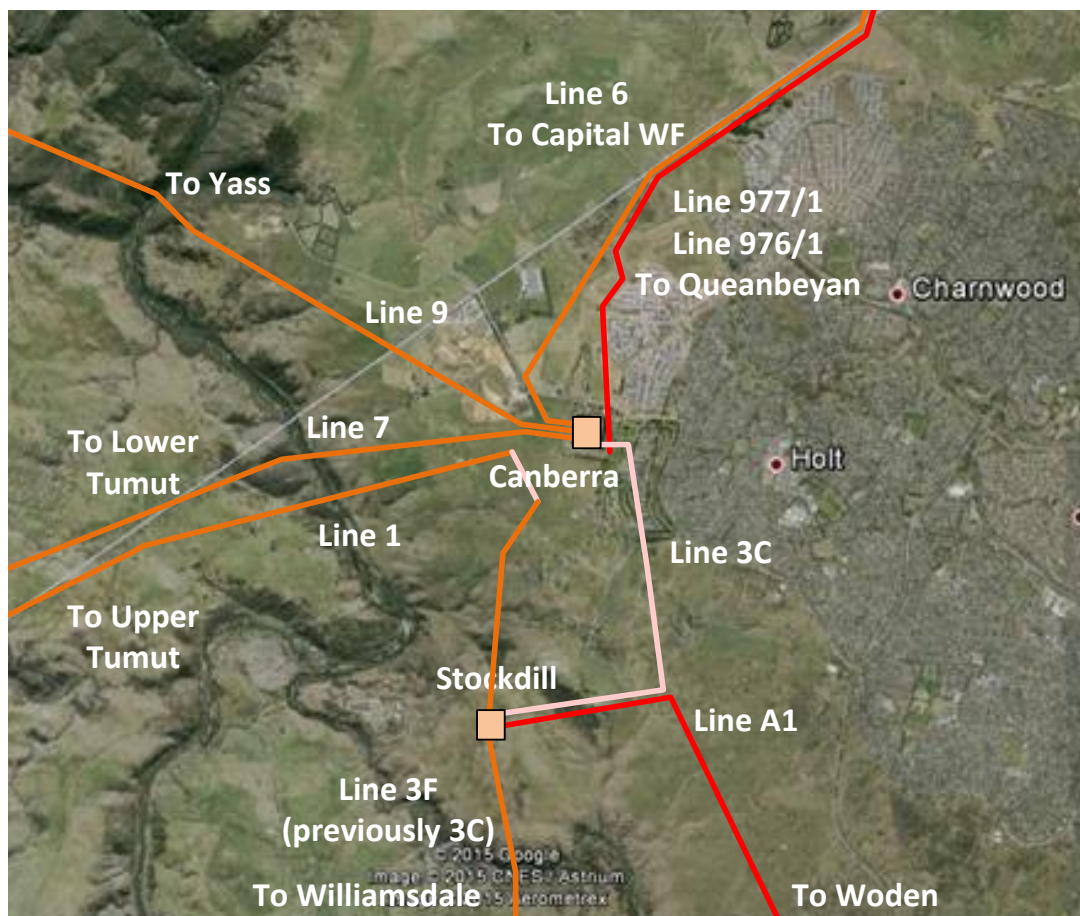 Line 6
To Capital WF
To Yass
Line 977/1
Line 976/1
To Queanbeyan
Charnwood
Line 9
Line 7
To Lower
Tumut
Holt
Canberra
Line 1
Line 3C
To Upper
Tumut
Stockdill
Line A1
Line 3F
(previously 3C)
© 2015 Google
Image © 2015 CNES / Astrium
2015 Aerometrex
To Williamsdale
To Woden